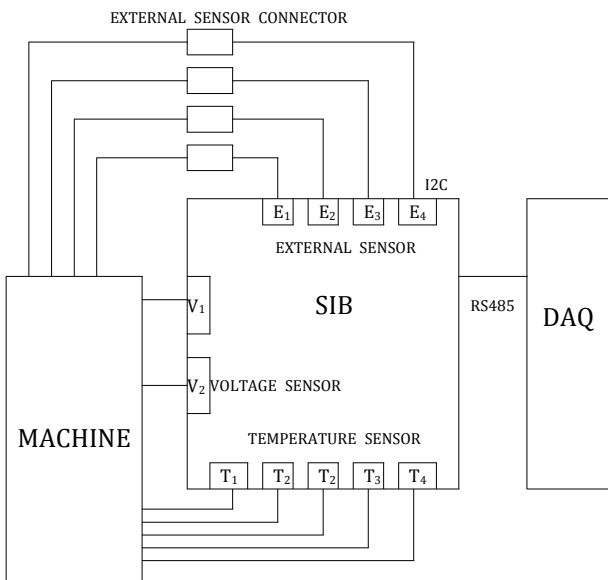 EXTERNAL SENSOR CONNECTOR
I2C
E₁ E₂ E₃ E₄
EXTERNAL SENSOR
V₁
SIB
RS485
DAQ
V₂ VOLTAGE SENSOR
MACHINE
TEMPERATURE SENSOR
T₁ T₂ T₂ T₃ T₄